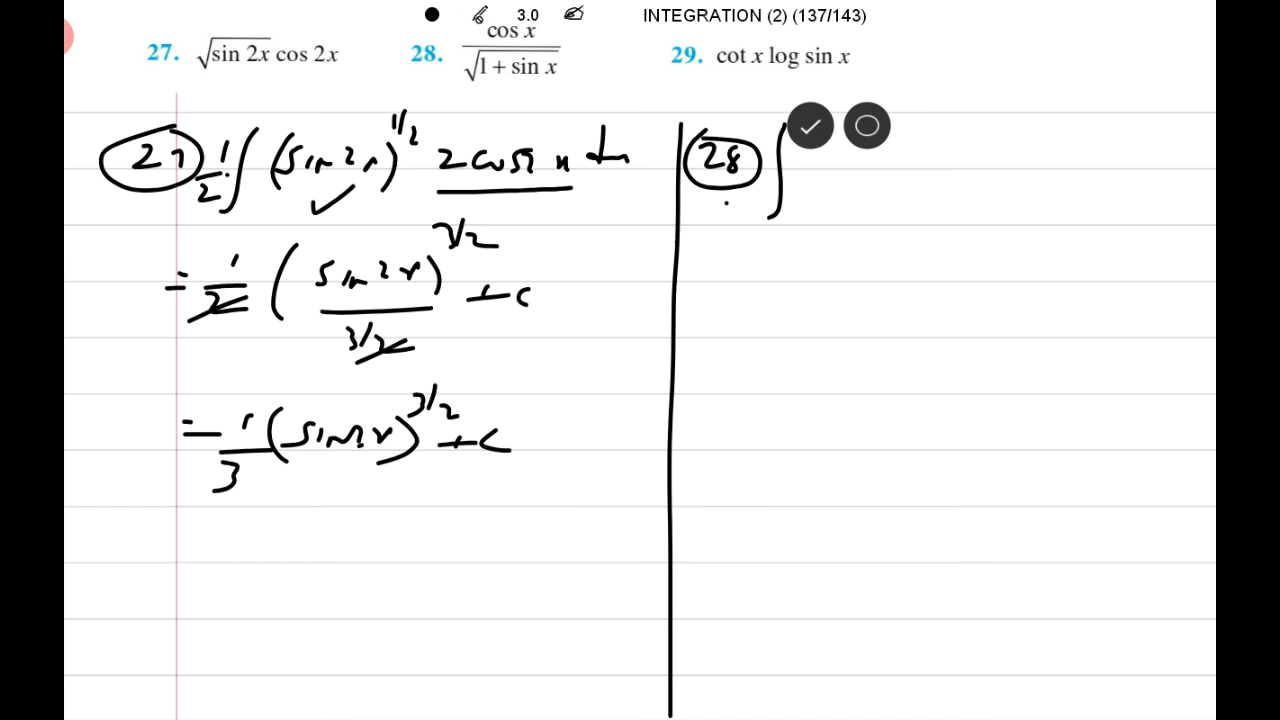 3.0 INTEGRATION (2) (137/143)
27. √sin 2x cos 2x 28. cos x / √1 + sin x 29. cot x log sin x
27 1/2 ∫ (sin 2x)^1/2 2 cos 2x dx
= 1/2 (sin 2x)^3/2 / 3/2 + c
= 1/3 (sin 2x)^3/2 + c
28 ∫